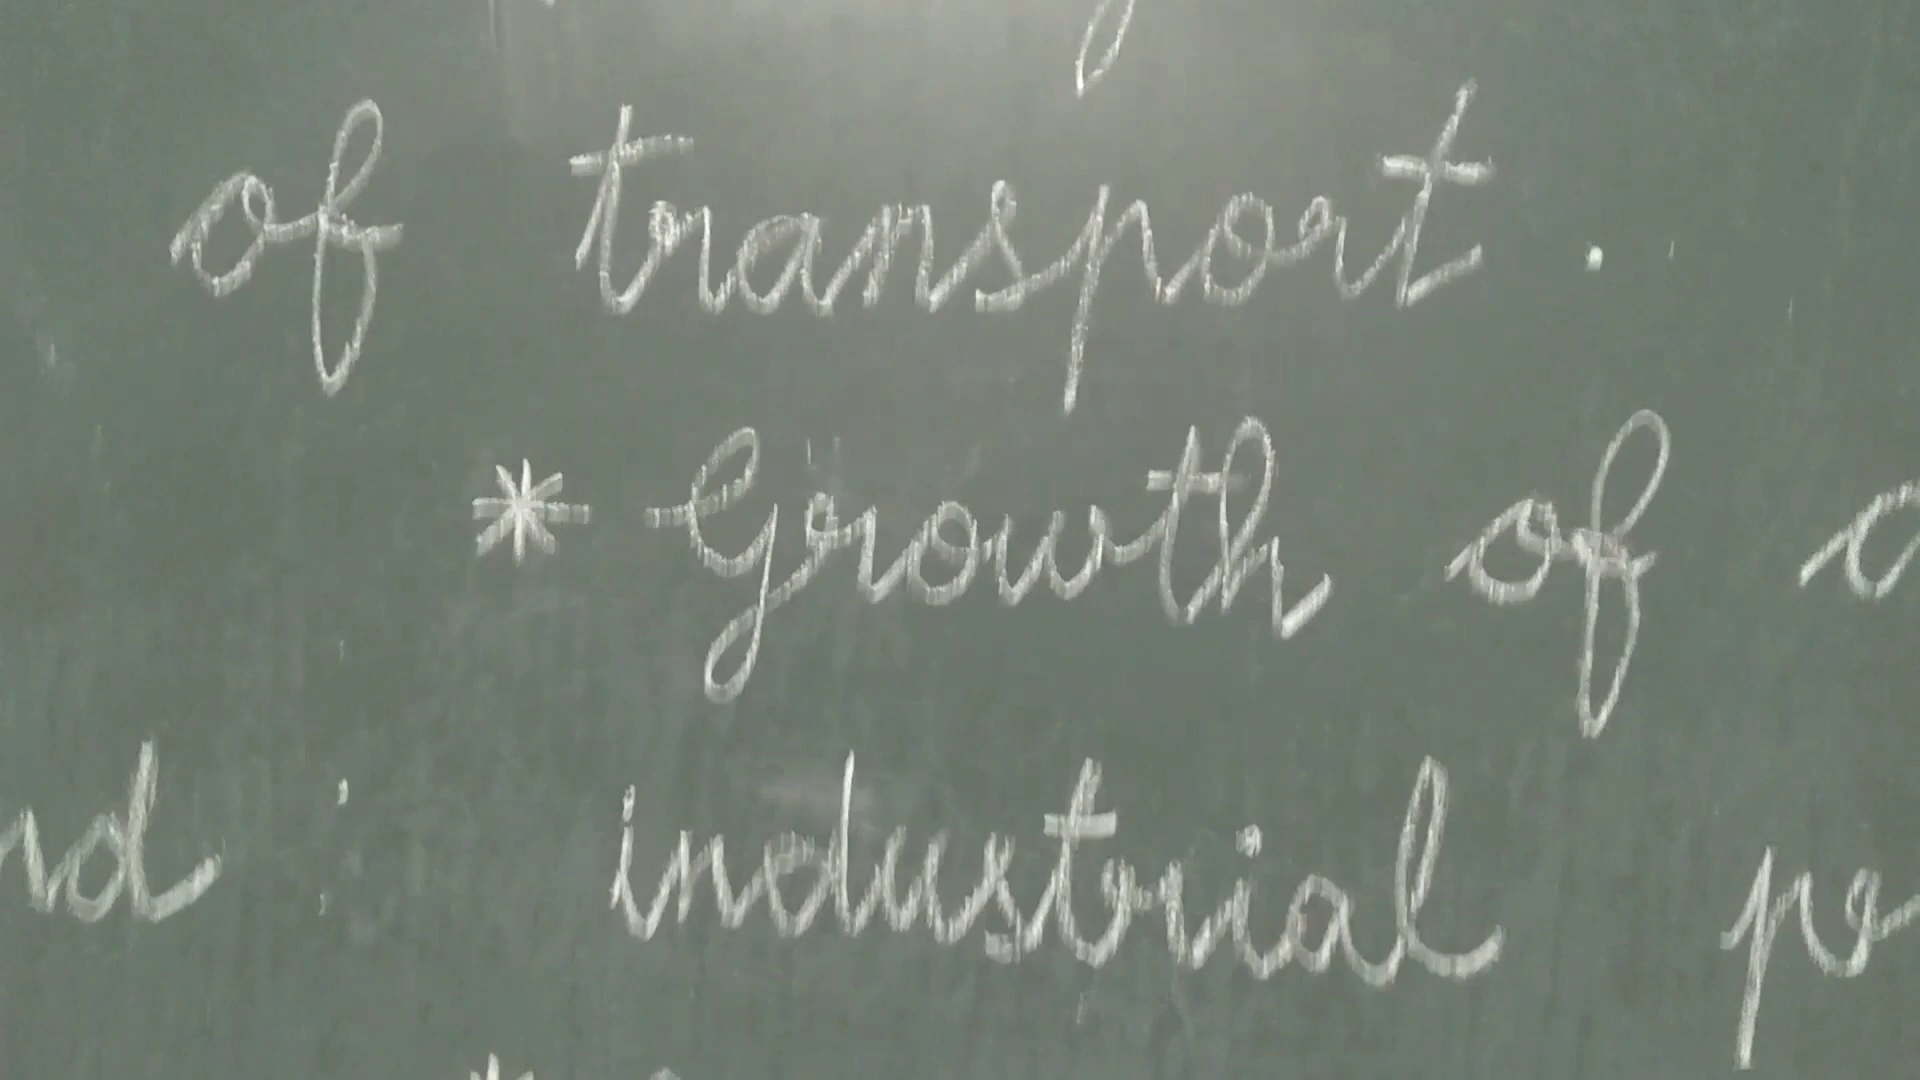 of transport.
* Growth of
industrial